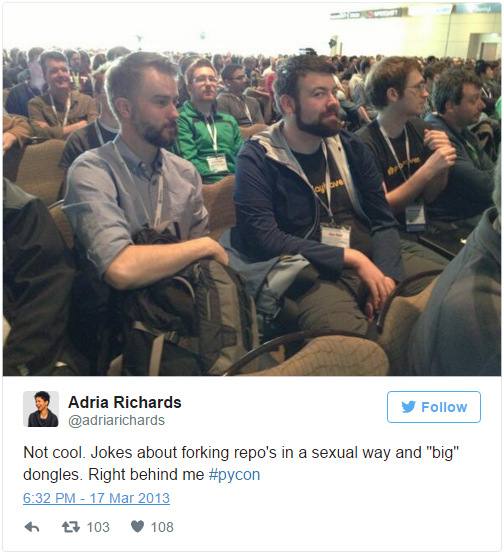 Adria Richards
@adriarichards
Follow
Not cool. Jokes about forking repo's in a sexual way and "big"
dongles. Right behind me #pycon
6:32 PM - 17 Mar 2013
103
108